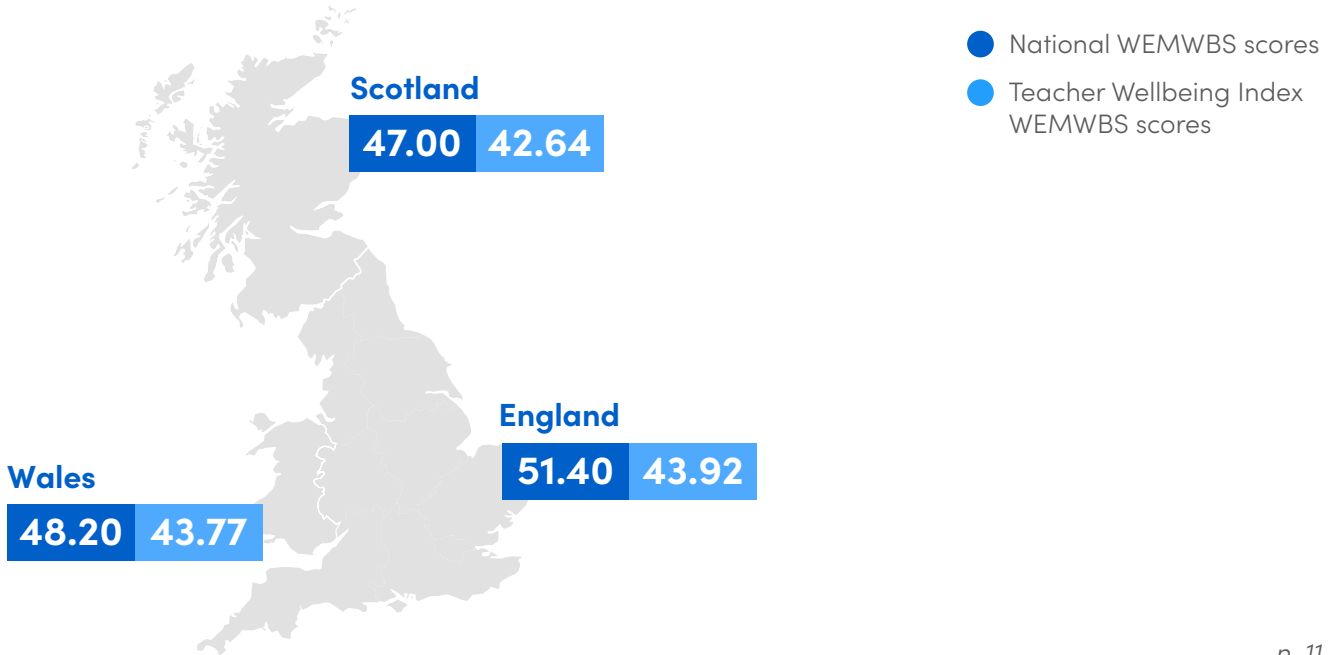 National WEMWBS scores
Teacher Wellbeing Index
WEMWBS scores
Scotland
47.00 42.64
England
51.40 43.92
Wales
48.20 43.77
p. 11